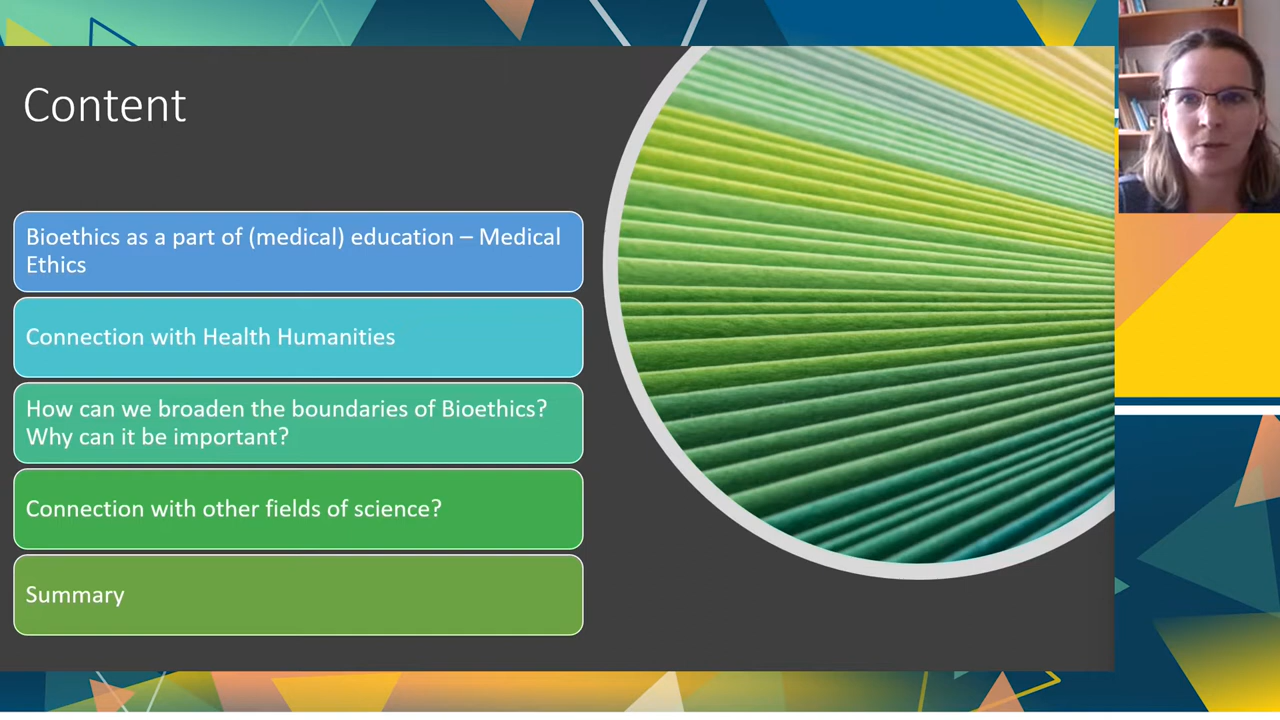 Content
Bioethics as a part of (medical) education – Medical
Ethics
Connection with Health Humanities
How can we broaden the boundaries of Bioethics?
Why can it be important?
Connection with other fields of science?
Summary